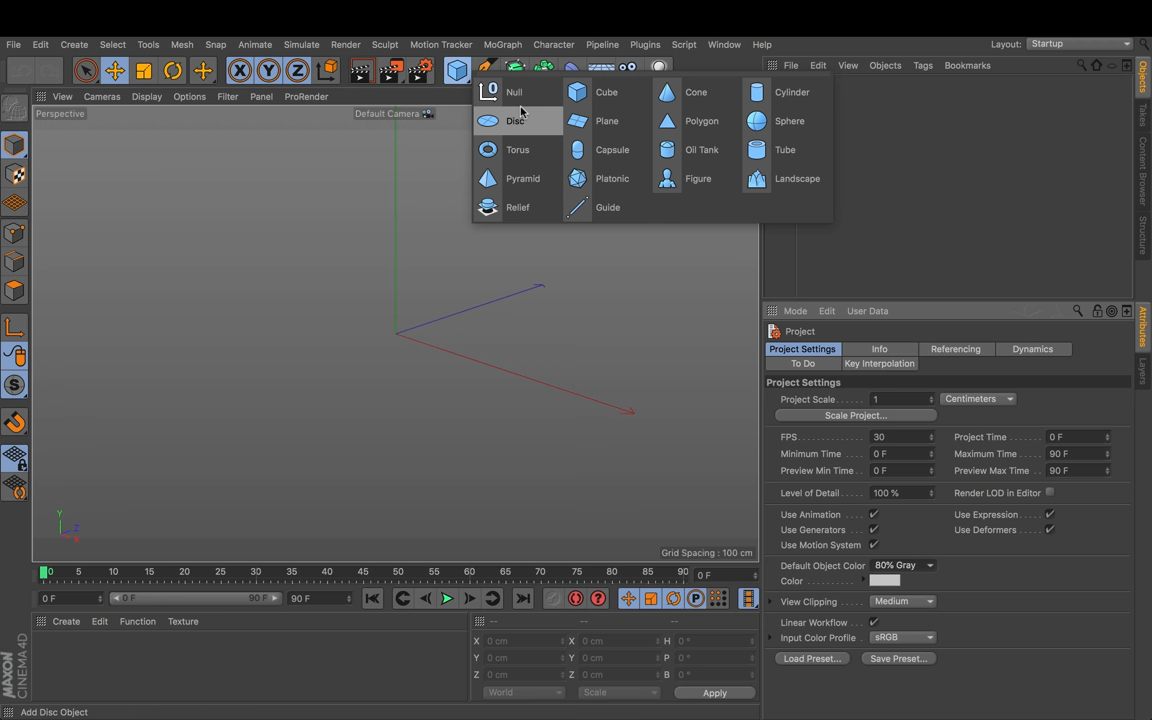 File Edit Create Select Tools Mesh Snap Animate Simulate Render Sculpt Motion Tracker MoGraph Character Pipeline Plugins Script Window Help Layout: Startup
File Edit View Objects Tags Bookmarks
View Cameras Display Options Filter Panel ProRender
Perspective Default Camera
Null Cube Cone Cylinder
Disc Plane Polygon Sphere
Torus Capsule Oil Tank Tube
Pyramid Platonic Figure Landscape
Relief Guide
Objects
Takes
Content Browser
Structure
Attributes
Layers
Mode Edit User Data
Project
Project Settings Info Referencing Dynamics
To Do Key Interpolation
Project Settings
Project Scale...... 1 Centimeters
Scale Project...
FPS............. 30 Project Time ....... 0 F
Minimum Time .... 0 F Maximum Time ..... 90 F
Preview Min Time .. 0 F Preview Max Time .. 90 F
Level of Detail..... 100 % Render LOD in Editor
Use Animation .... Use Expression.....
Use Generators .... Use Deformers.....
Use Motion System
Default Object Color 80% Gray
Color ..........
View Clipping ..... Medium
Linear Workflow ..
Input Color Profile . sRGB
Load Preset... Save Preset...
Y
Z
X
Grid Spacing : 100 cm
0 5 10 15 20 25 30 35 40 45 50 55 60 65 70 75 80 85 90 0 F
0 F 0 F 90 F 90 F
Create Edit Function Texture
-- -- --
X 0 cm X 0 cm H 0 °
Y 0 cm Y 0 cm P 0 °
Z 0 cm Z 0 cm B 0 °
World Scale Apply
MAXON
CINEMA 4D
Add Disc Object